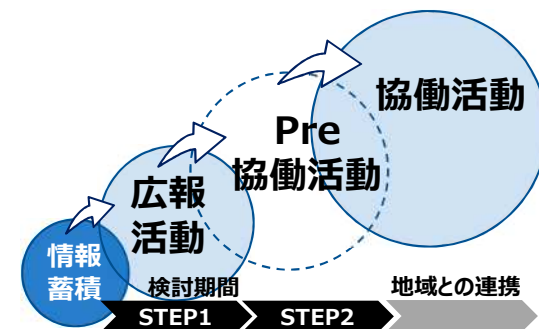 協働活動
Pre
協働活動
広報
活動
情報
蓄積
検討期間
地域との連携
STEP1
STEP2